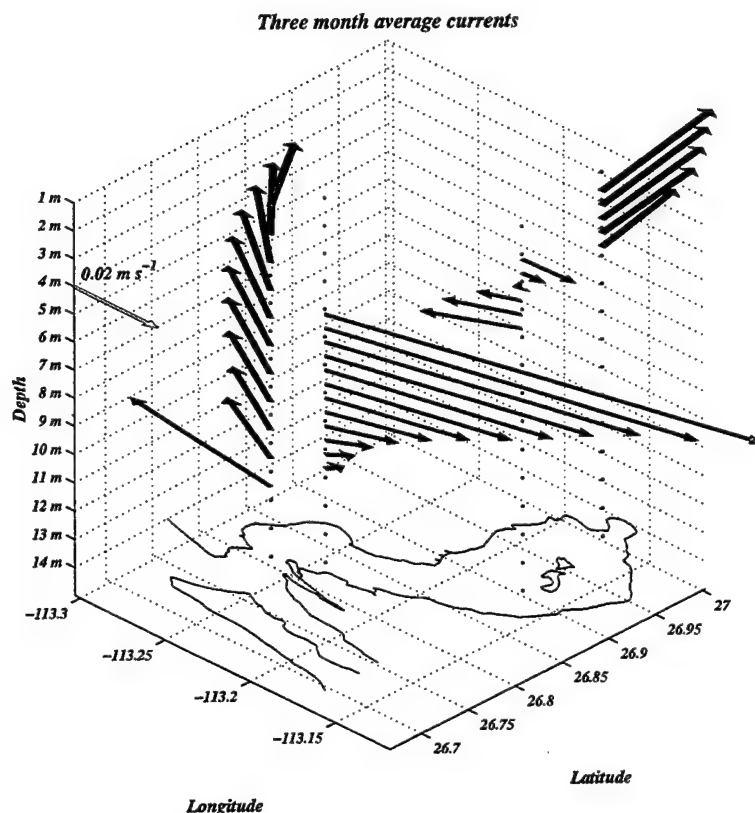 Three month average currents
1 m
2 m
3 m
4 m
0.02 m s⁻¹
5 m
6 m
7 m
8 m
9 m
10 m
11 m
12 m
13 m
14 m
Depth
−113.3
−113.25
−113.2
−113.15
Longitude
26.7
26.75
26.8
26.85
26.9
26.95
27
Latitude